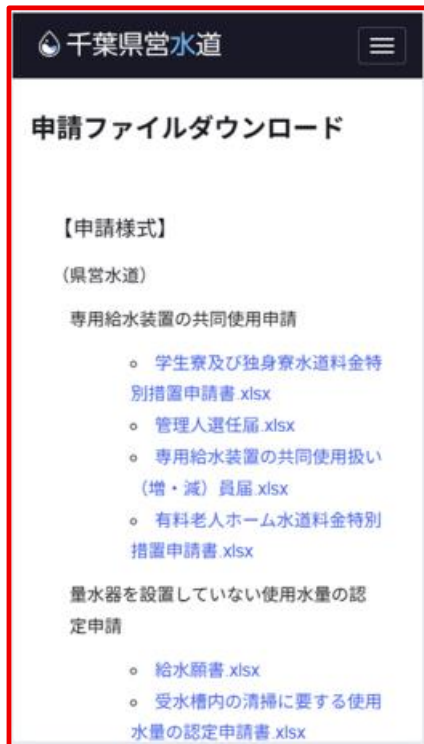 千葉県営水道
申請ファイルダウンロード
【申請様式】
（県営水道）
専用給水装置の共同使用申請
学生寮及び独身寮水道料金特
別措置申請書.xlsx
管理人選任届.xlsx
専用給水装置の共同使用扱い
（増・減）員届.xlsx
有料老人ホーム水道料金特別
措置申請書.xlsx
量水器を設置していない使用水量の認
定申請
給水願書.xlsx
受水槽内の清掃に要する使用
水量の認定申請書.xlsx